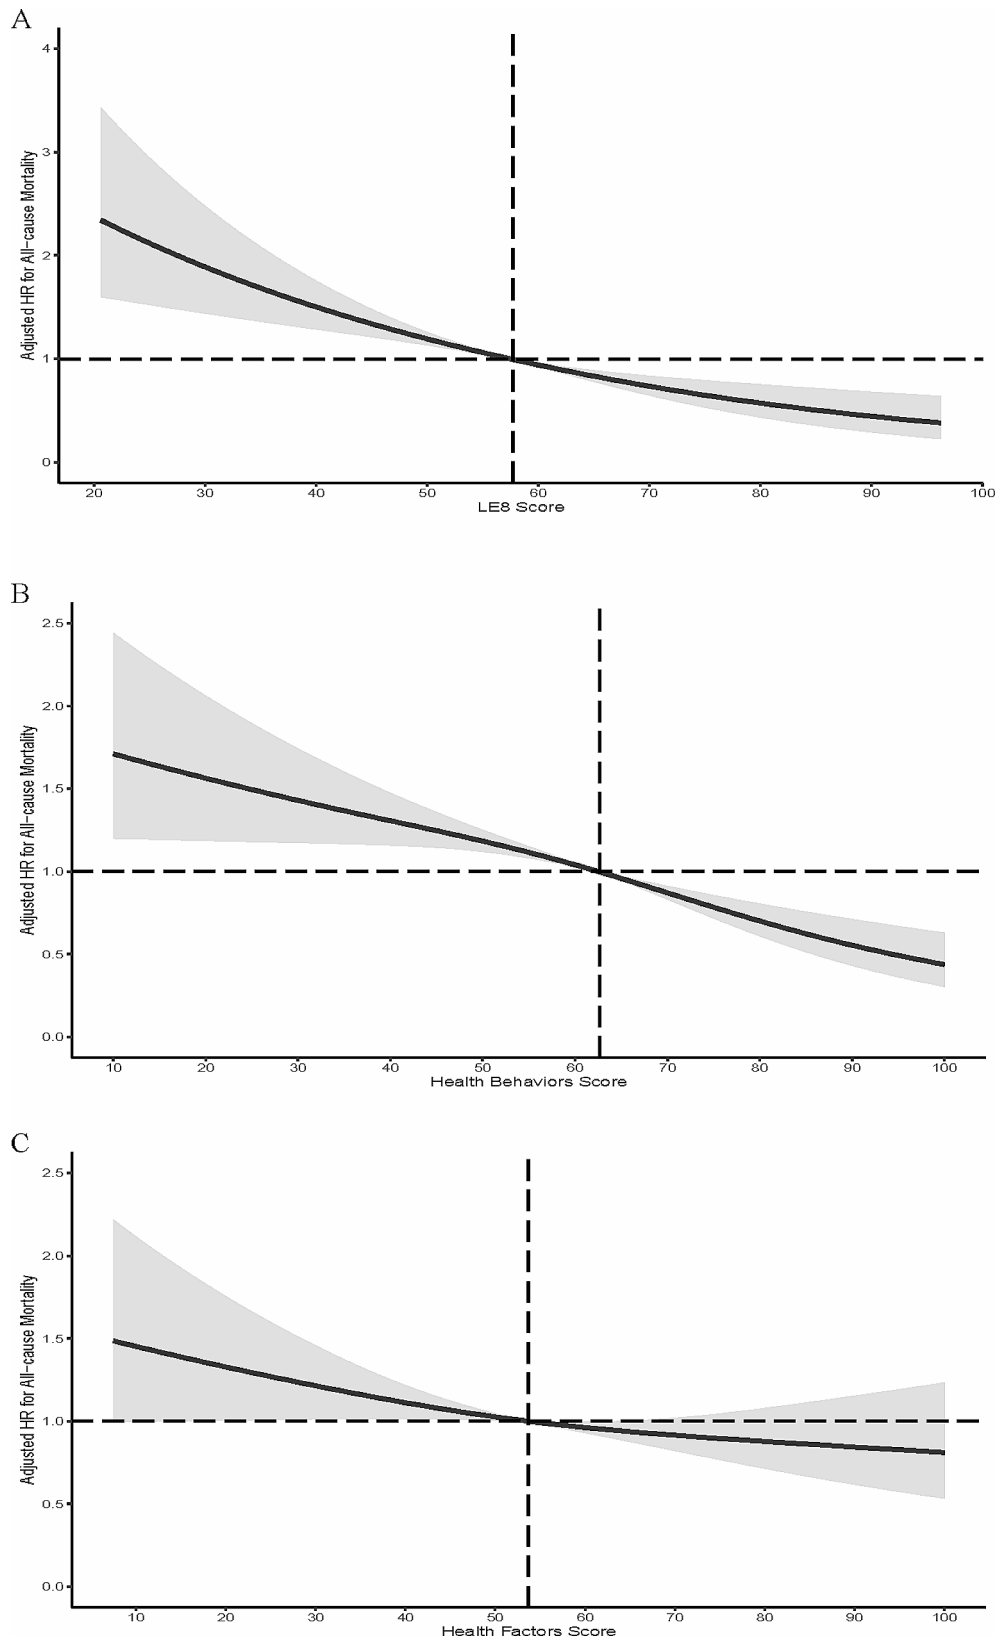 A
Adjusted HR for All-cause Mortality
4
3
2
1
0
20 30 40 50 60 70 80 90 100
LE8 Score
B
Adjusted HR for All-cause Mortality
2.5
2.0
1.5
1.0
0.5
0.0
10 20 30 40 50 60 70 80 90 100
Health Behaviors Score
C
Adjusted HR for All-cause Mortality
2.5
2.0
1.5
1.0
0.5
0.0
10 20 30 40 50 60 70 80 90 100
Health Factors Score